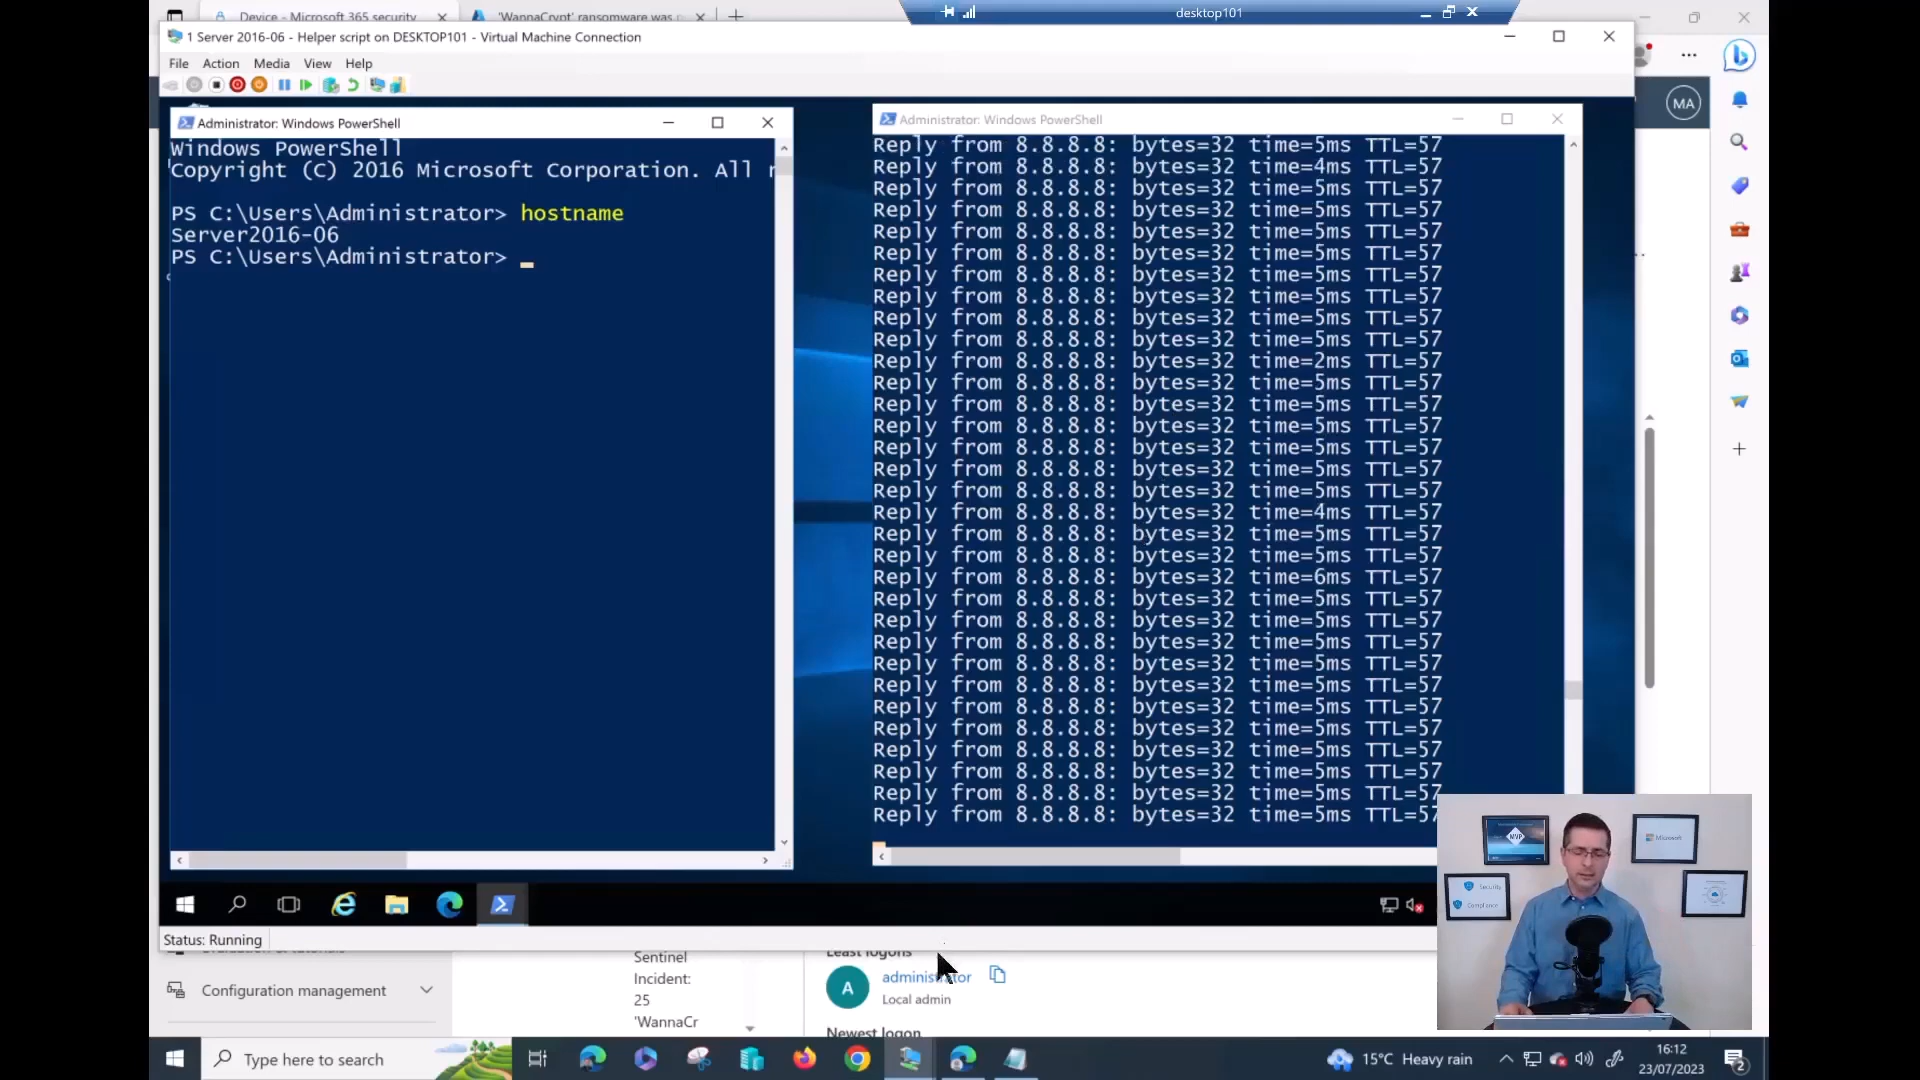 Device - Microsoft 365 security
'WannaCrypt' ransomware was
desktop101
1 Server 2016-06 - Helper script on DESKTOP101 - Virtual Machine Connection
File Action Media View Help
MA
Administrator: Windows PowerShell
Windows PowerShell
Copyright (C) 2016 Microsoft Corporation. All
PS C:\Users\Administrator> hostname
Server2016-06
PS C:\Users\Administrator>
Administrator: Windows PowerShell
Reply from 8.8.8.8: bytes=32 time=5ms TTL=57
Reply from 8.8.8.8: bytes=32 time=4ms TTL=57
Reply from 8.8.8.8: bytes=32 time=5ms TTL=57
Reply from 8.8.8.8: bytes=32 time=5ms TTL=57
Reply from 8.8.8.8: bytes=32 time=5ms TTL=57
Reply from 8.8.8.8: bytes=32 time=5ms TTL=57
Reply from 8.8.8.8: bytes=32 time=5ms TTL=57
Reply from 8.8.8.8: bytes=32 time=5ms TTL=57
Reply from 8.8.8.8: bytes=32 time=5ms TTL=57
Reply from 8.8.8.8: bytes=32 time=5ms TTL=57
Reply from 8.8.8.8: bytes=32 time=2ms TTL=57
Reply from 8.8.8.8: bytes=32 time=5ms TTL=57
Reply from 8.8.8.8: bytes=32 time=5ms TTL=57
Reply from 8.8.8.8: bytes=32 time=5ms TTL=57
Reply from 8.8.8.8: bytes=32 time=5ms TTL=57
Reply from 8.8.8.8: bytes=32 time=5ms TTL=57
Reply from 8.8.8.8: bytes=32 time=5ms TTL=57
Reply from 8.8.8.8: bytes=32 time=4ms TTL=57
Reply from 8.8.8.8: bytes=32 time=5ms TTL=57
Reply from 8.8.8.8: bytes=32 time=5ms TTL=57
Reply from 8.8.8.8: bytes=32 time=6ms TTL=57
Reply from 8.8.8.8: bytes=32 time=5ms TTL=57
Reply from 8.8.8.8: bytes=32 time=5ms TTL=57
Reply from 8.8.8.8: bytes=32 time=5ms TTL=57
Reply from 8.8.8.8: bytes=32 time=5ms TTL=57
Reply from 8.8.8.8: bytes=32 time=5ms TTL=57
Reply from 8.8.8.8: bytes=32 time=5ms TTL=57
Reply from 8.8.8.8: bytes=32 time=5ms TTL=57
Reply from 8.8.8.8: bytes=32 time=5ms TTL=57
Reply from 8.8.8.8: bytes=32 time=5ms TTL=57
Reply from 8.8.8.8: bytes=32 time=5ms TTL=57
Reply from 8.8.8.8: bytes=32 time=5ms TTL=57
MVP
Microsoft
Security
Compliance
Status: Running
Configuration management
Sentinel
Incident:
25
'WannaCr
Least logons
A
administrator
Local admin
Newest logon
Type here to search
15°C Heavy rain
16:12
23/07/2023
2